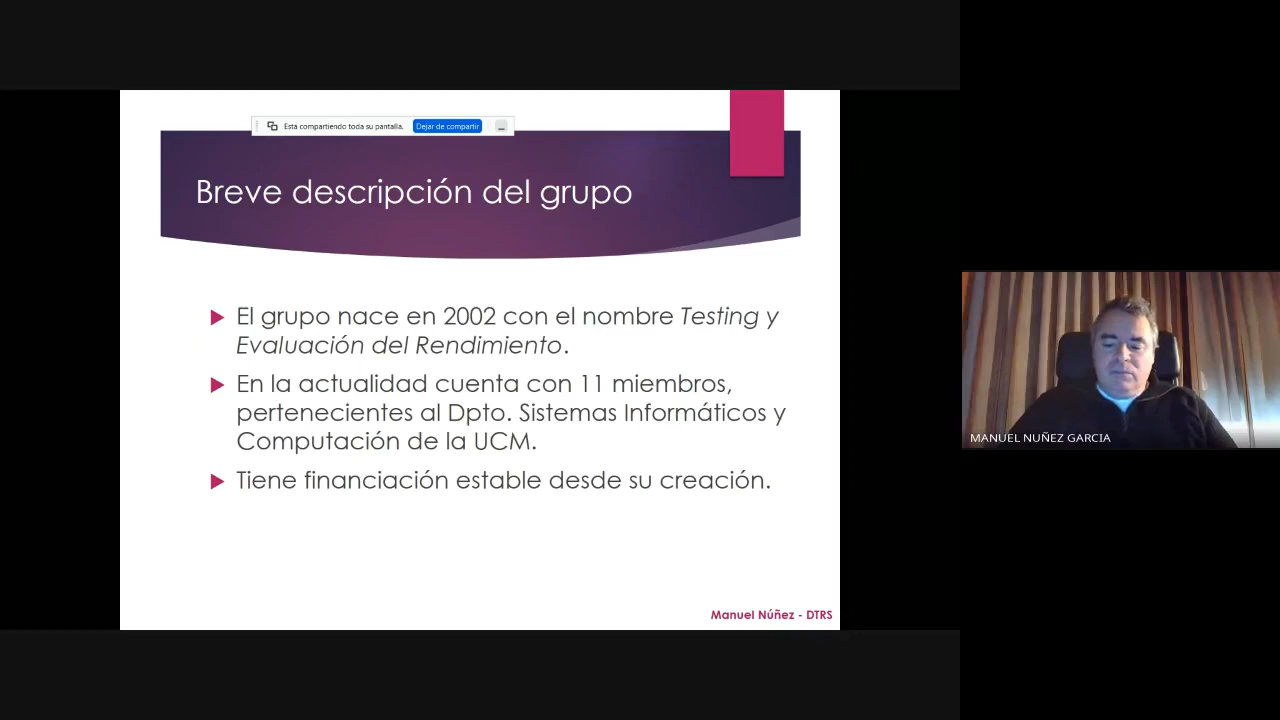 Está compartiendo toda su pantalla. Dejar de compartir
Breve descripción del grupo
El grupo nace en 2002 con el nombre Testing y
Evaluación del Rendimiento.
En la actualidad cuenta con 11 miembros,
pertenecientes al Dpto. Sistemas Informáticos y
Computación de la UCM.
Tiene financiación estable desde su creación.
Manuel Núñez - DTRS
MANUEL NUÑEZ GARCIA